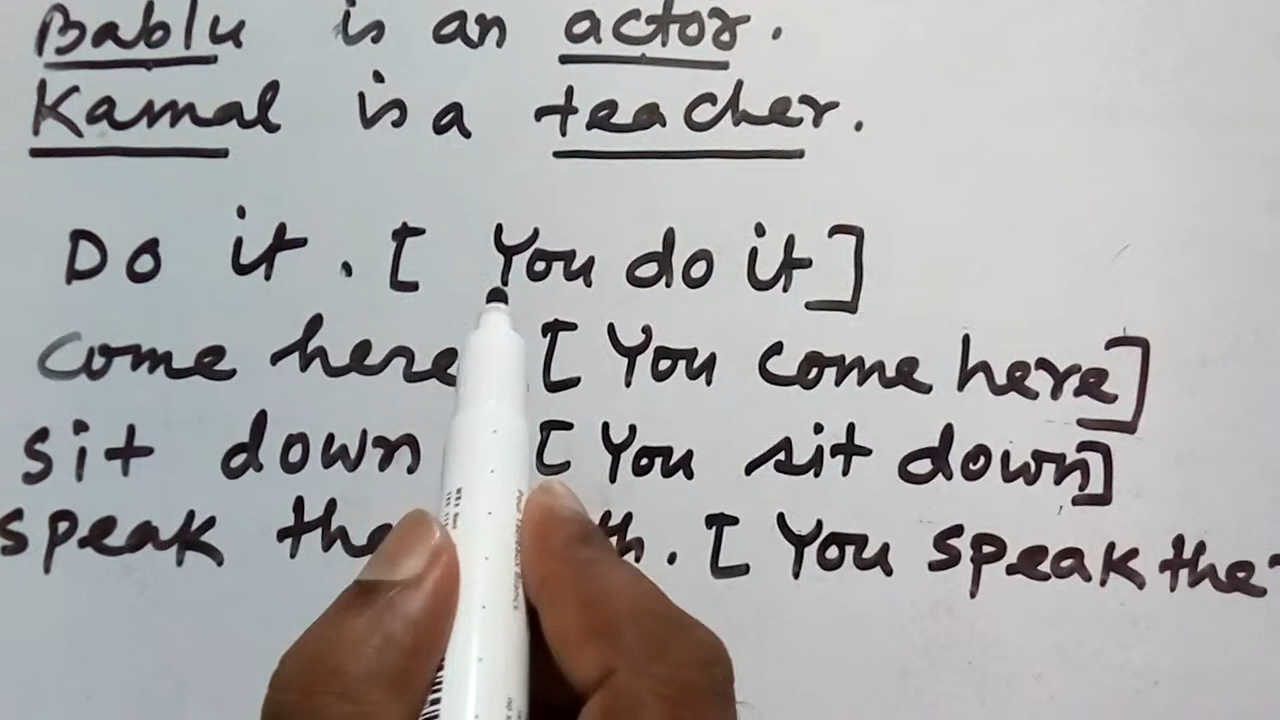 Bablu is an actor.
Kamal is a teacher.
Do it. [ You do it]
Come here [ You come here]
sit down [ You sit down]
speak the th. [ You speak the